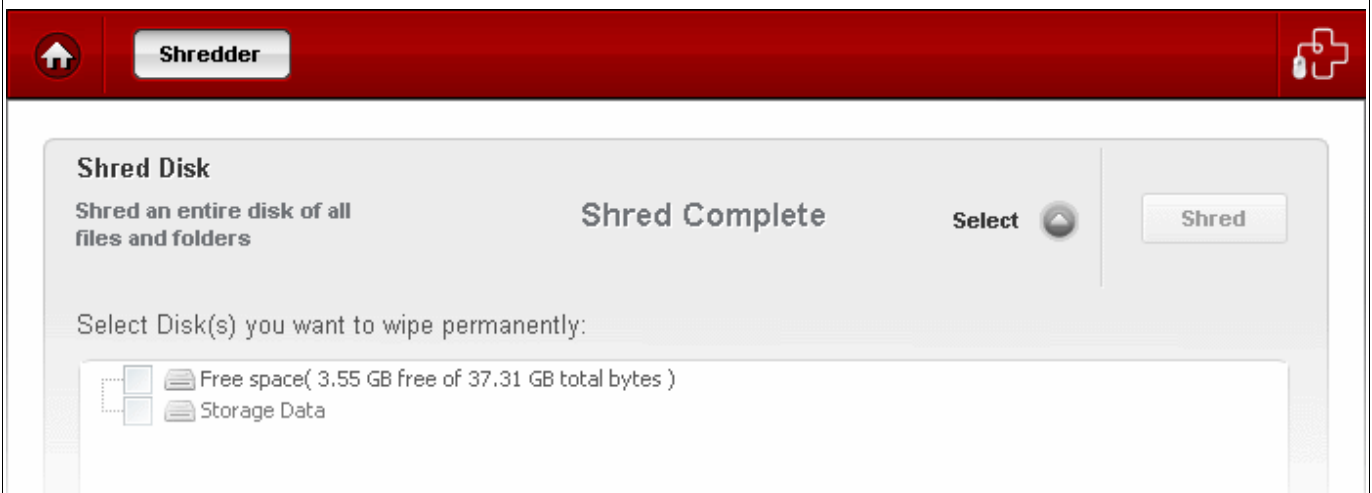 Shredder
Shred Disk
Shred an entire disk of all
files and folders
Shred Complete
Select
Shred
Select Disk(s) you want to wipe permanently:
Free space( 3.55 GB free of 37.31 GB total bytes )
Storage Data